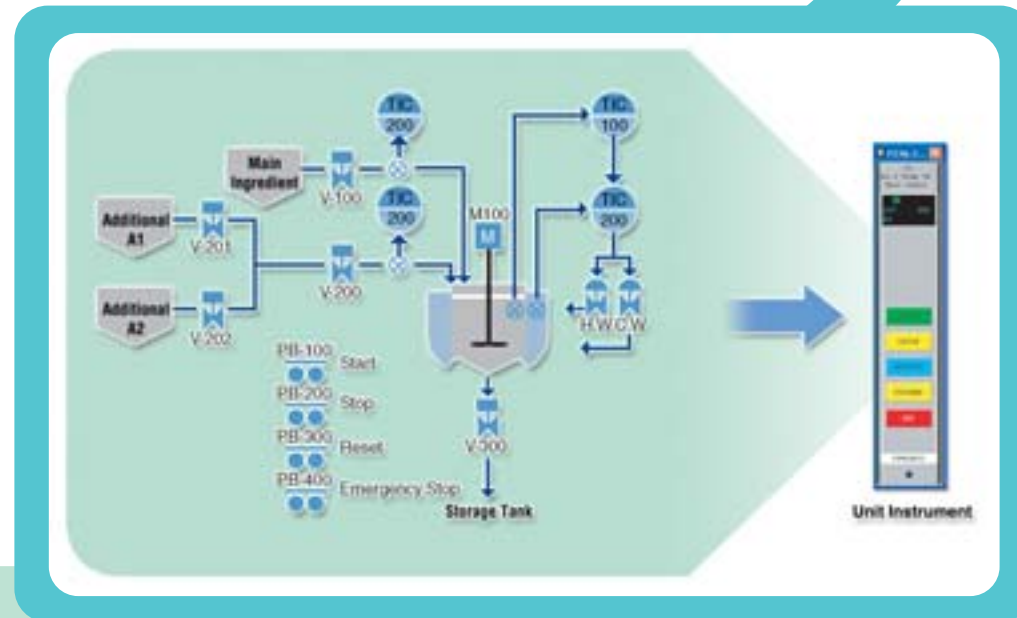 TIC
200
TIC
100
Main
Ingredient
V-100
TIC
200
TIC
200
Additional
A1
V-201
M100
M
V-200
Additional
A2
V-202
H.W.C.W.
PB-100
Start
PB-200
Stop
PB-300
Reset
PB-400
Emergency Stop
V-300
Storage Tank
Unit Instrument